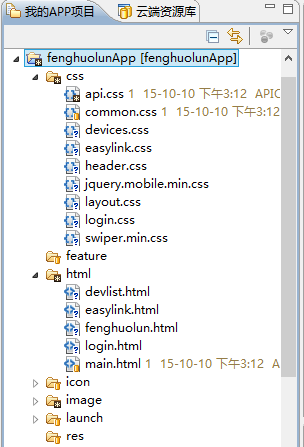 我的APP项目 云端资源库
fenghuolunApp [fenghuolunApp]
css
api.css 1 15-10-10 下午3:12 APIC
common.css 2 15-10-10 下午3:12
devices.css
easylink.css
header.css
jquery.mobile.min.css
layout.css
login.css
swiper.min.css
feature
html
devlist.html
easylink.html
fenghuolun.html
login.html
main.html 1 15-10-10 下午3:12 A
icon
image
launch
res